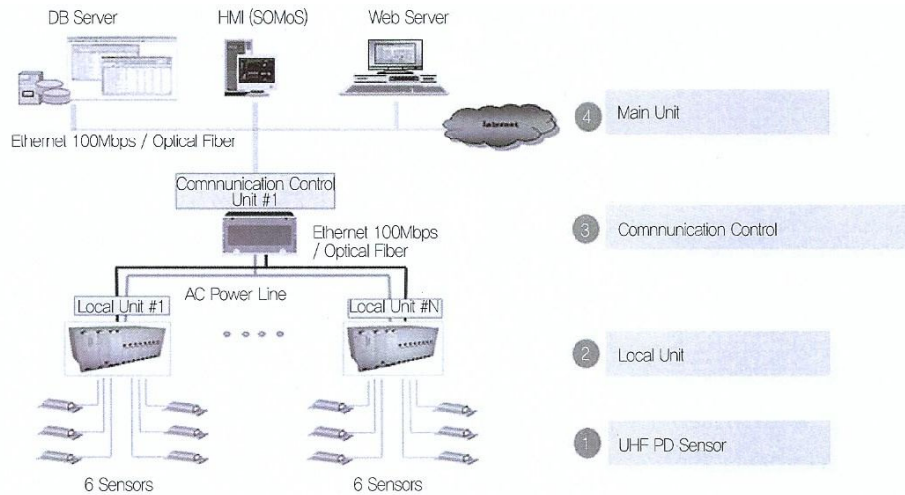 DB Server
HMI (SOMoS)
Web Server
Internet
Ethernet 100Mbps / Optical Fiber
4 Main Unit
Comnnunication Control
Unit #1
Ethernet 100Mbps
/ Optical Fiber
3 Comnnunication Control
AC Power Line
Local Unit #1
Local Unit #N
2 Local Unit
1 UHF PD Sensor
6 Sensors
6 Sensors